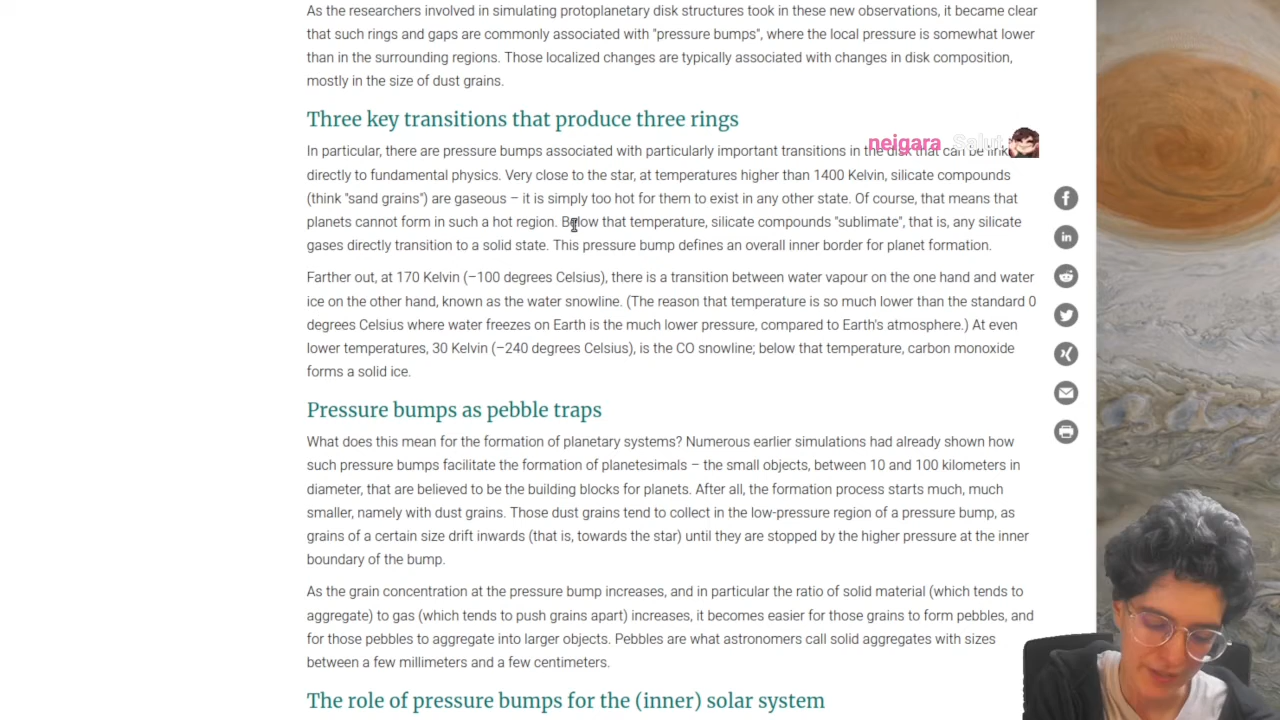 As the researchers involved in simulating protoplanetary disk structures took in these new observations, it became clear
that such rings and gaps are commonly associated with "pressure bumps", where the local pressure is somewhat lower
than in the surrounding regions. Those localized changes are typically associated with changes in disk composition,
mostly in the size of dust grains.
Three key transitions that produce three rings
neigara Salut
In particular, there are pressure bumps associated with particularly important transitions in the disk that can be
directly to fundamental physics. Very close to the star, at temperatures higher than 1400 Kelvin, silicate compounds
(think "sand grains") are gaseous – it is simply too hot for them to exist in any other state. Of course, that means that
planets cannot form in such a hot region. Below that temperature, silicate compounds "sublimate", that is, any silicate
gases directly transition to a solid state. This pressure bump defines an overall inner border for planet formation.
Farther out, at 170 Kelvin (–100 degrees Celsius), there is a transition between water vapour on the one hand and water
ice on the other hand, known as the water snowline. (The reason that temperature is so much lower than the standard 0
degrees Celsius where water freezes on Earth is the much lower pressure, compared to Earth's atmosphere.) At even
lower temperatures, 30 Kelvin (–240 degrees Celsius), is the CO snowline; below that temperature, carbon monoxide
forms a solid ice.
Pressure bumps as pebble traps
What does this mean for the formation of planetary systems? Numerous earlier simulations had already shown how
such pressure bumps facilitate the formation of planetesimals – the small objects, between 10 and 100 kilometers in
diameter, that are believed to be the building blocks for planets. After all, the formation process starts much, much
smaller, namely with dust grains. Those dust grains tend to collect in the low-pressure region of a pressure bump, as
grains of a certain size drift inwards (that is, towards the star) until they are stopped by the higher pressure at the inner
boundary of the bump.
As the grain concentration at the pressure bump increases, and in particular the ratio of solid material (which tends to
aggregate) to gas (which tends to push grains apart) increases, it becomes easier for those grains to form pebbles, and
for those pebbles to aggregate into larger objects. Pebbles are what astronomers call solid aggregates with sizes
between a few millimeters and a few centimeters.
The role of pressure bumps for the (inner) solar system